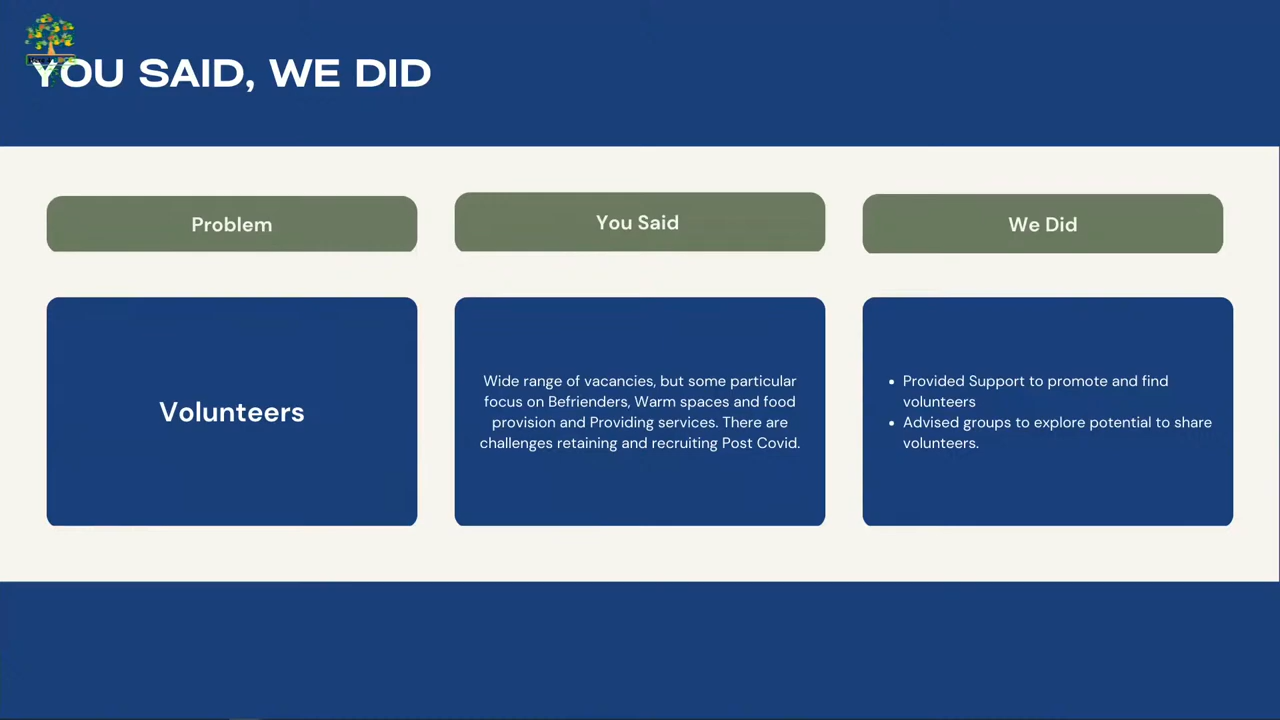 YOU SAID, WE DID
Problem
You Said
We Did
Volunteers
Wide range of vacancies, but some particular
focus on Befrienders, Warm spaces and food
provision and Providing services. There are
challenges retaining and recruiting Post Covid.
• Provided Support to promote and find
volunteers
• Advised groups to explore potential to share
volunteers.